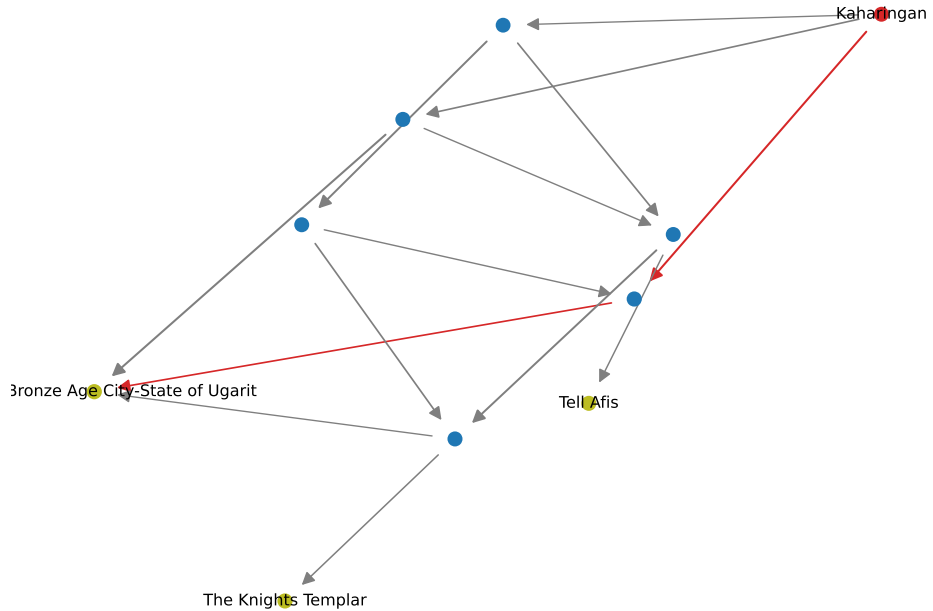 Kaharingan
Bronze Age City-State of Ugarit
Tell Afis
The Knights Templar